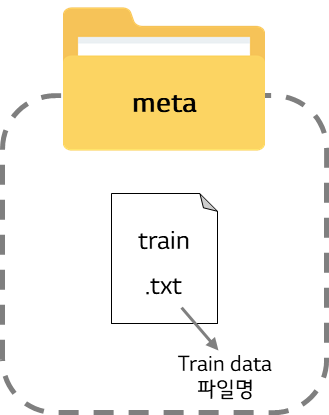 meta
train
.txt
Train data
파일명